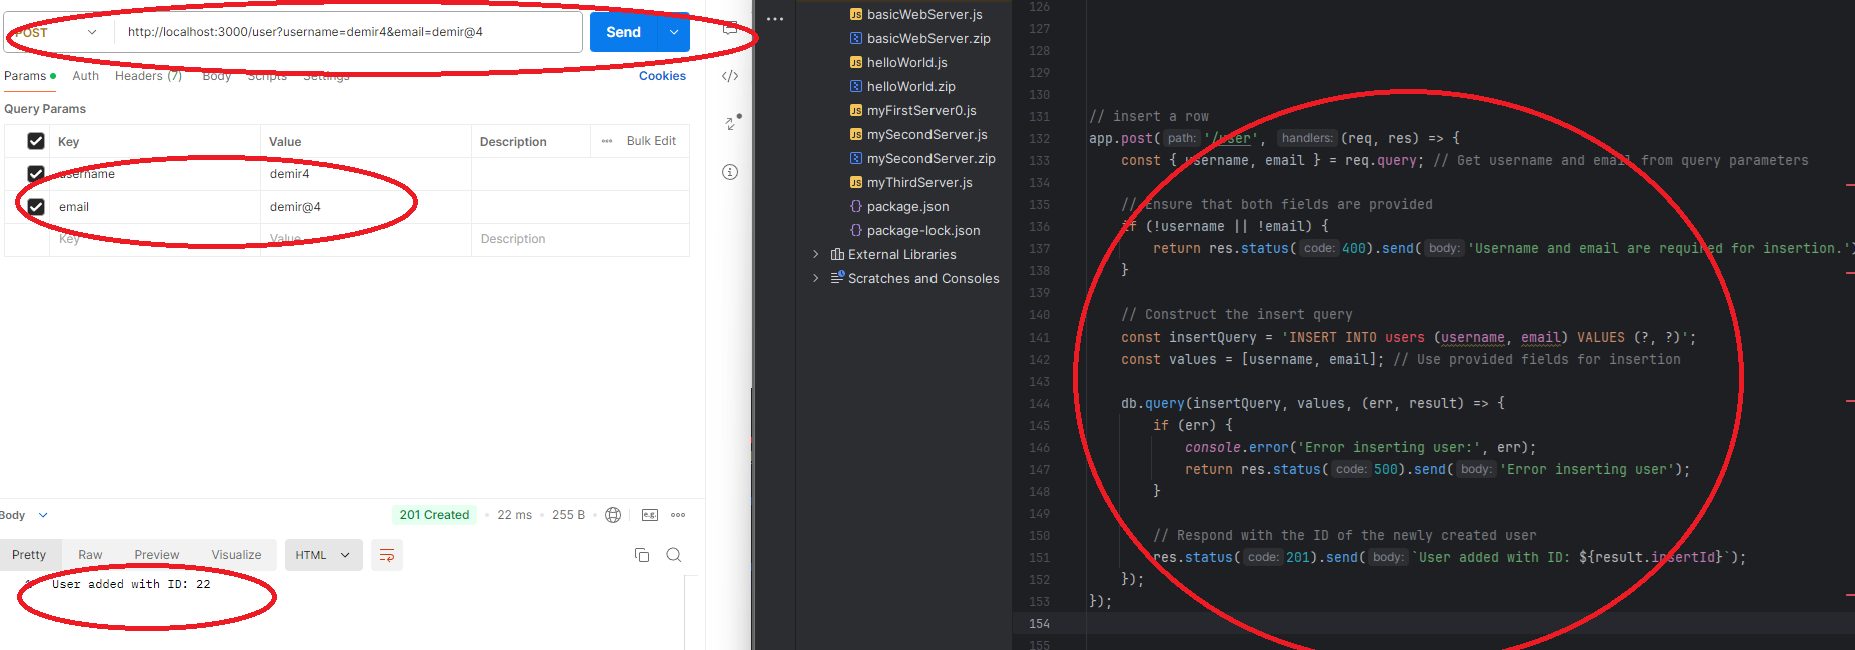 POST
http://localhost:3000/user?username=demir4&email=demir@4
Send
Params
Auth
Headers (7)
Body
Scripts
Settings
Cookies
Query Params
Key Value Description Bulk Edit
username demir4
email demir@4
Key Value Description
Body
201 Created 22 ms 255 B e.g.
Pretty Raw Preview Visualize HTML
1 User added with ID: 22
basicWebServer.js
basicWebServer.zip
helloWorld.js
helloWorld.zip
myFirstServer0.js
mySecondServer.js
mySecondServer.zip
myThirdServer.js
package.json
package-lock.json
External Libraries
Scratches and Consoles
126
127
128
129
130
131 // insert a row
132 app.post( path: '/user', handlers: (req, res) => {
133 const { username, email } = req.query; // Get username and email from query parameters
134
135 // Ensure that both fields are provided
136 if (!username || !email) {
137 return res.status( code: 400).send( body: 'Username and email are required for insertion.')
138 }
139
140 // Construct the insert query
141 const insertQuery = 'INSERT INTO users (username, email) VALUES (?, ?)';
142 const values = [username, email]; // Use provided fields for insertion
143
144 db.query(insertQuery, values, (err, result) => {
145 if (err) {
146 console.error('Error inserting user:', err);
147 return res.status( code: 500).send( body: 'Error inserting user');
148 }
149
150 // Respond with the ID of the newly created user
151 res.status( code: 201).send( body: `User added with ID: ${result.insertId}`);
152 });
153 });
154
155